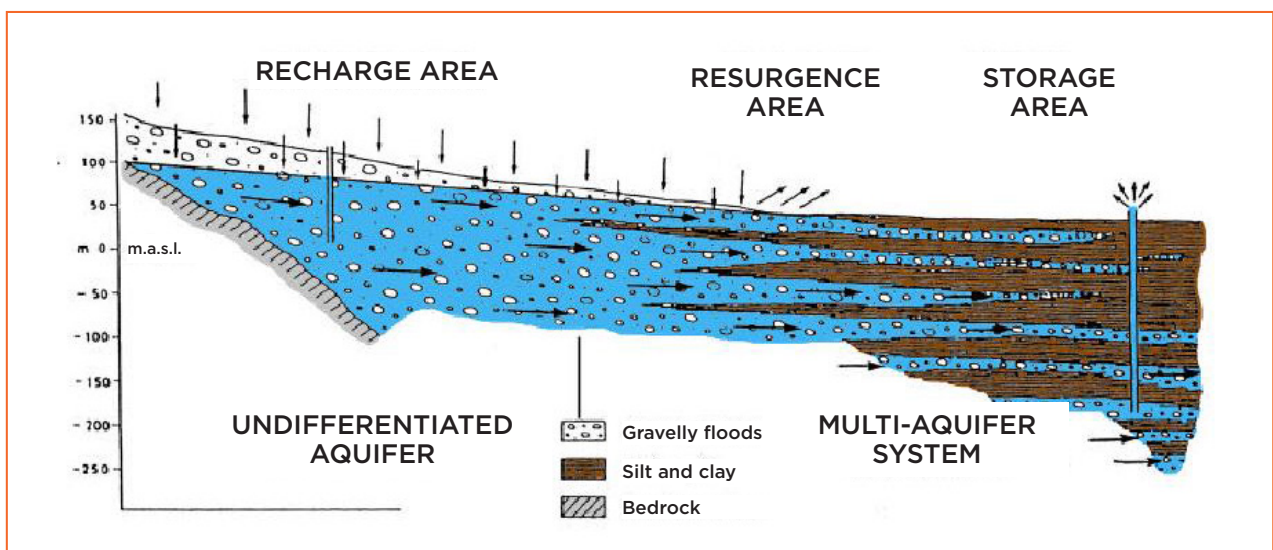 RECHARGE AREA
RESURGENCE
AREA
STORAGE
AREA
150
100
50
m 0
m.a.s.l.
- 50
- 100
- 150
- 200
-250
UNDIFFERENTIATED
AQUIFER
Gravelly floods
Silt and clay
Bedrock
MULTI-AQUIFER
SYSTEM